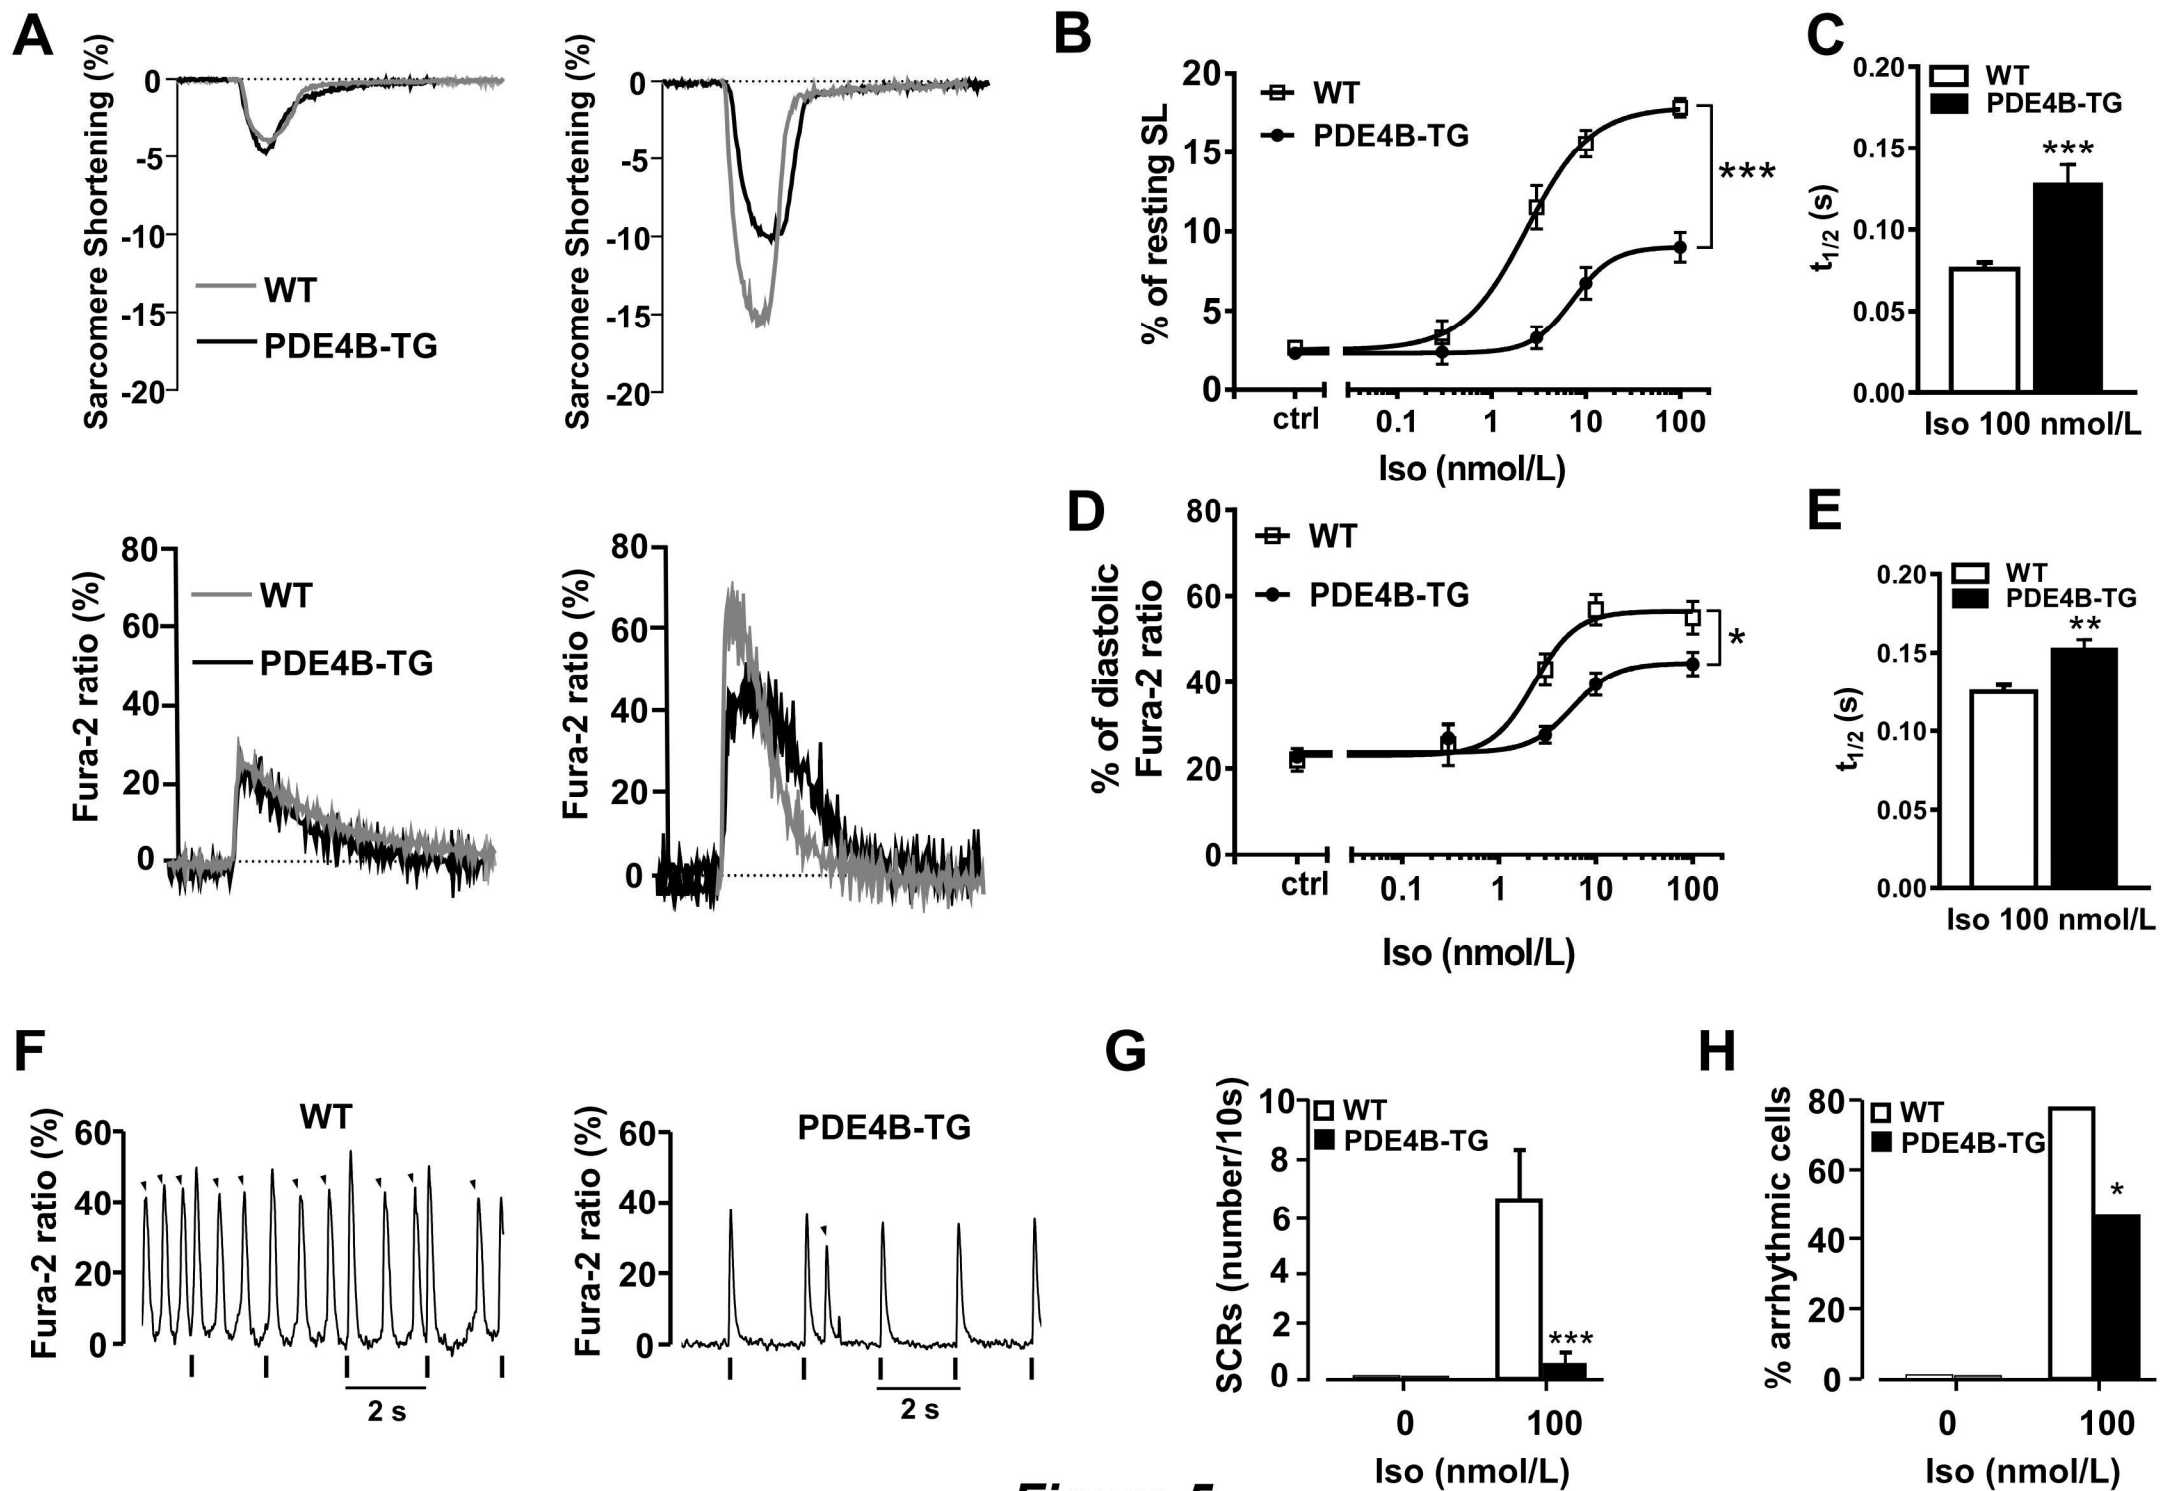 A
Sarcomere Shortening (%)
0
-5
-10
-15
-20
WT
PDE4B-TG
Sarcomere Shortening (%)
0
-5
-10
-15
-20
Fura-2 ratio (%)
80
60
40
20
0
WT
PDE4B-TG
Fura-2 ratio (%)
80
60
40
20
0
B
% of resting SL
20
15
10
5
0
WT
PDE4B-TG
***
ctrl 0.1 1 10 100
Iso (nmol/L)
C
t1/2 (s)
0.20
0.15
0.10
0.05
0.00
WT
PDE4B-TG
***
Iso 100 nmol/L
D
% of diastolic
Fura-2 ratio
80
60
40
20
0
WT
PDE4B-TG
*
ctrl 0.1 1 10 100
Iso (nmol/L)
E
t1/2 (s)
0.20
0.15
0.10
0.05
0.00
WT
PDE4B-TG
**
Iso 100 nmol/L
F
Fura-2 ratio (%)
60
40
20
0
WT
2 s
Fura-2 ratio (%)
60
40
20
0
PDE4B-TG
2 s
G
SCRs (number/10s)
10
8
6
4
2
0
WT
PDE4B-TG
***
0 100
Iso (nmol/L)
H
% arrhythmic cells
80
60
40
20
0
WT
PDE4B-TG
*
0 100
Iso (nmol/L)